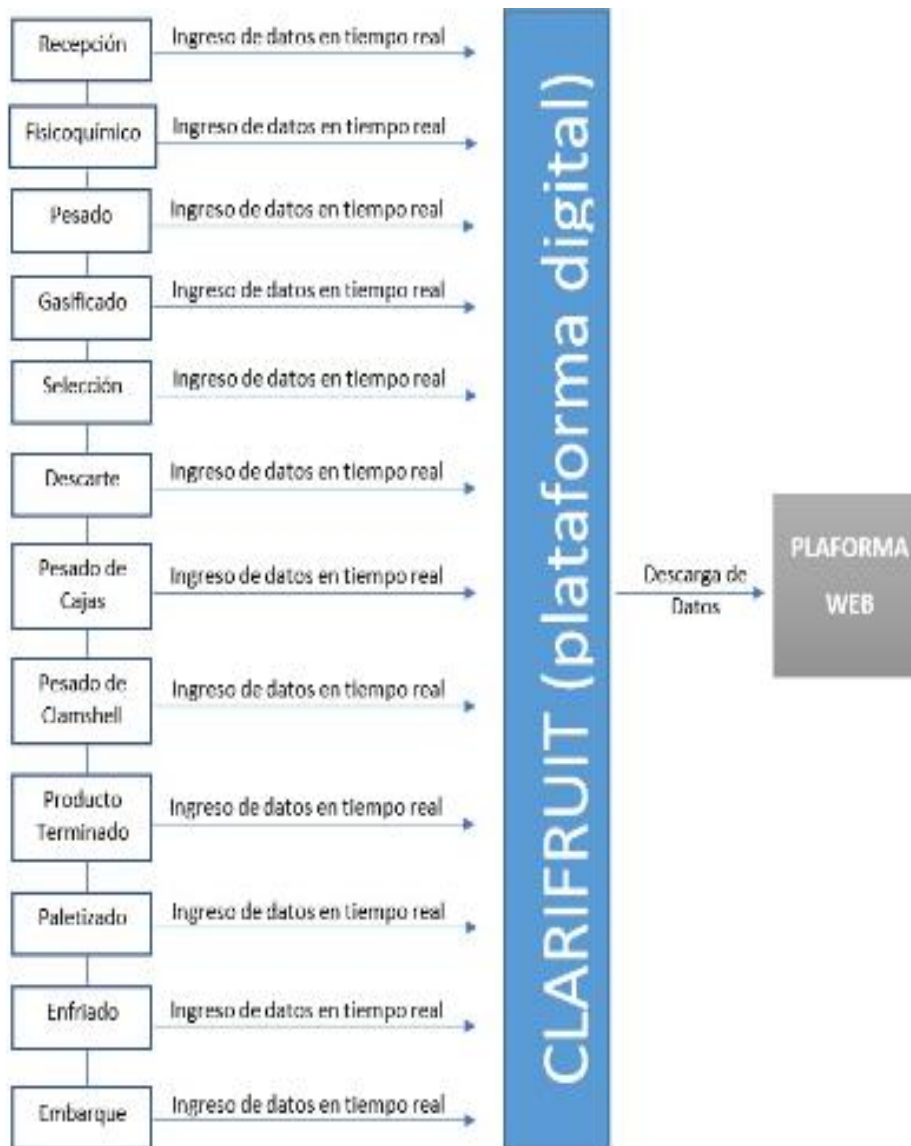 Recepción
Ingreso de datos en tiempo real
Fisicoquímico
Ingreso de datos en tiempo real
Pesado
Ingreso de datos en tiempo real
Gasificado
Ingreso de datos en tiempo real
Selección
Ingreso de datos en tiempo real
Descarte
Ingreso de datos en tiempo real
Pesado de
Cajas
Ingreso de datos en tiempo real
Pesado de
Clamshell
Ingreso de datos en tiempo real
Producto
Terminado
Ingreso de datos en tiempo real
Paletizado
Ingreso de datos en tiempo real
Enfriado
Ingreso de datos en tiempo real
Embarque
Ingreso de datos en tiempo real
CLARIFRUIT (plataforma digital)
Descarga de
Datos
PLAFORMA
WEB